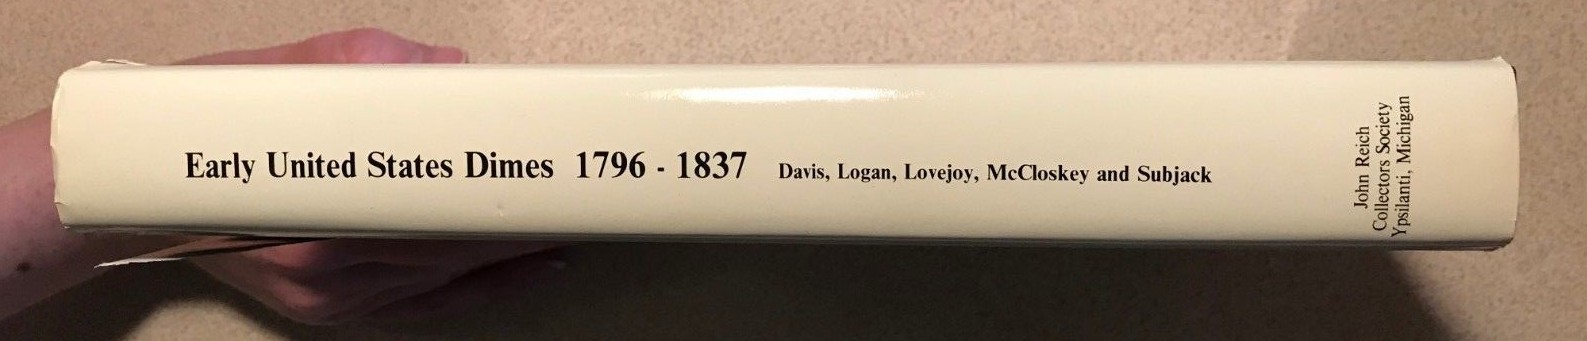 Early United States Dimes 1796 - 1837 Davis, Logan, Lovejoy, McCloskey and Subjack
John Reich
Collectors Society
Ypsilanti, Michigan